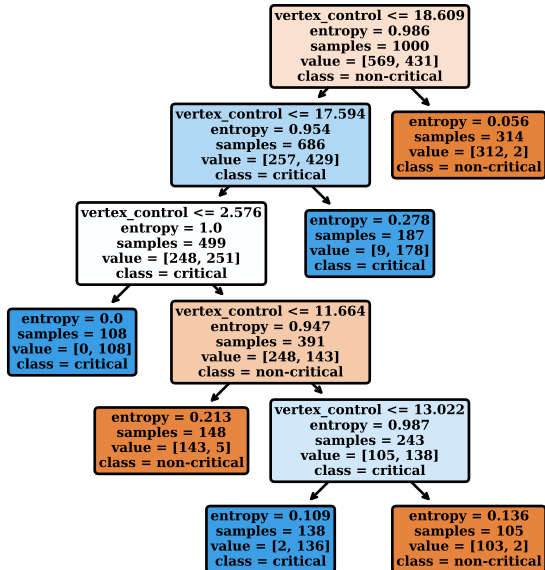 vertex_control <= 18.609
entropy = 0.986
samples = 1000
value = [569, 431]
class = non-critical
vertex_control <= 17.594
entropy = 0.954
samples = 686
value = [257, 429]
class = critical
entropy = 0.056
samples = 314
value = [312, 2]
class = non-critical
vertex_control <= 2.576
entropy = 1.0
samples = 499
value = [248, 251]
class = critical
entropy = 0.278
samples = 187
value = [9, 178]
class = critical
entropy = 0.0
samples = 108
value = [0, 108]
class = critical
vertex_control <= 11.664
entropy = 0.947
samples = 391
value = [248, 143]
class = non-critical
entropy = 0.213
samples = 148
value = [143, 5]
class = non-critical
vertex_control <= 13.022
entropy = 0.987
samples = 243
value = [105, 138]
class = critical
entropy = 0.109
samples = 138
value = [2, 136]
class = critical
entropy = 0.136
samples = 105
value = [103, 2]
class = non-critical